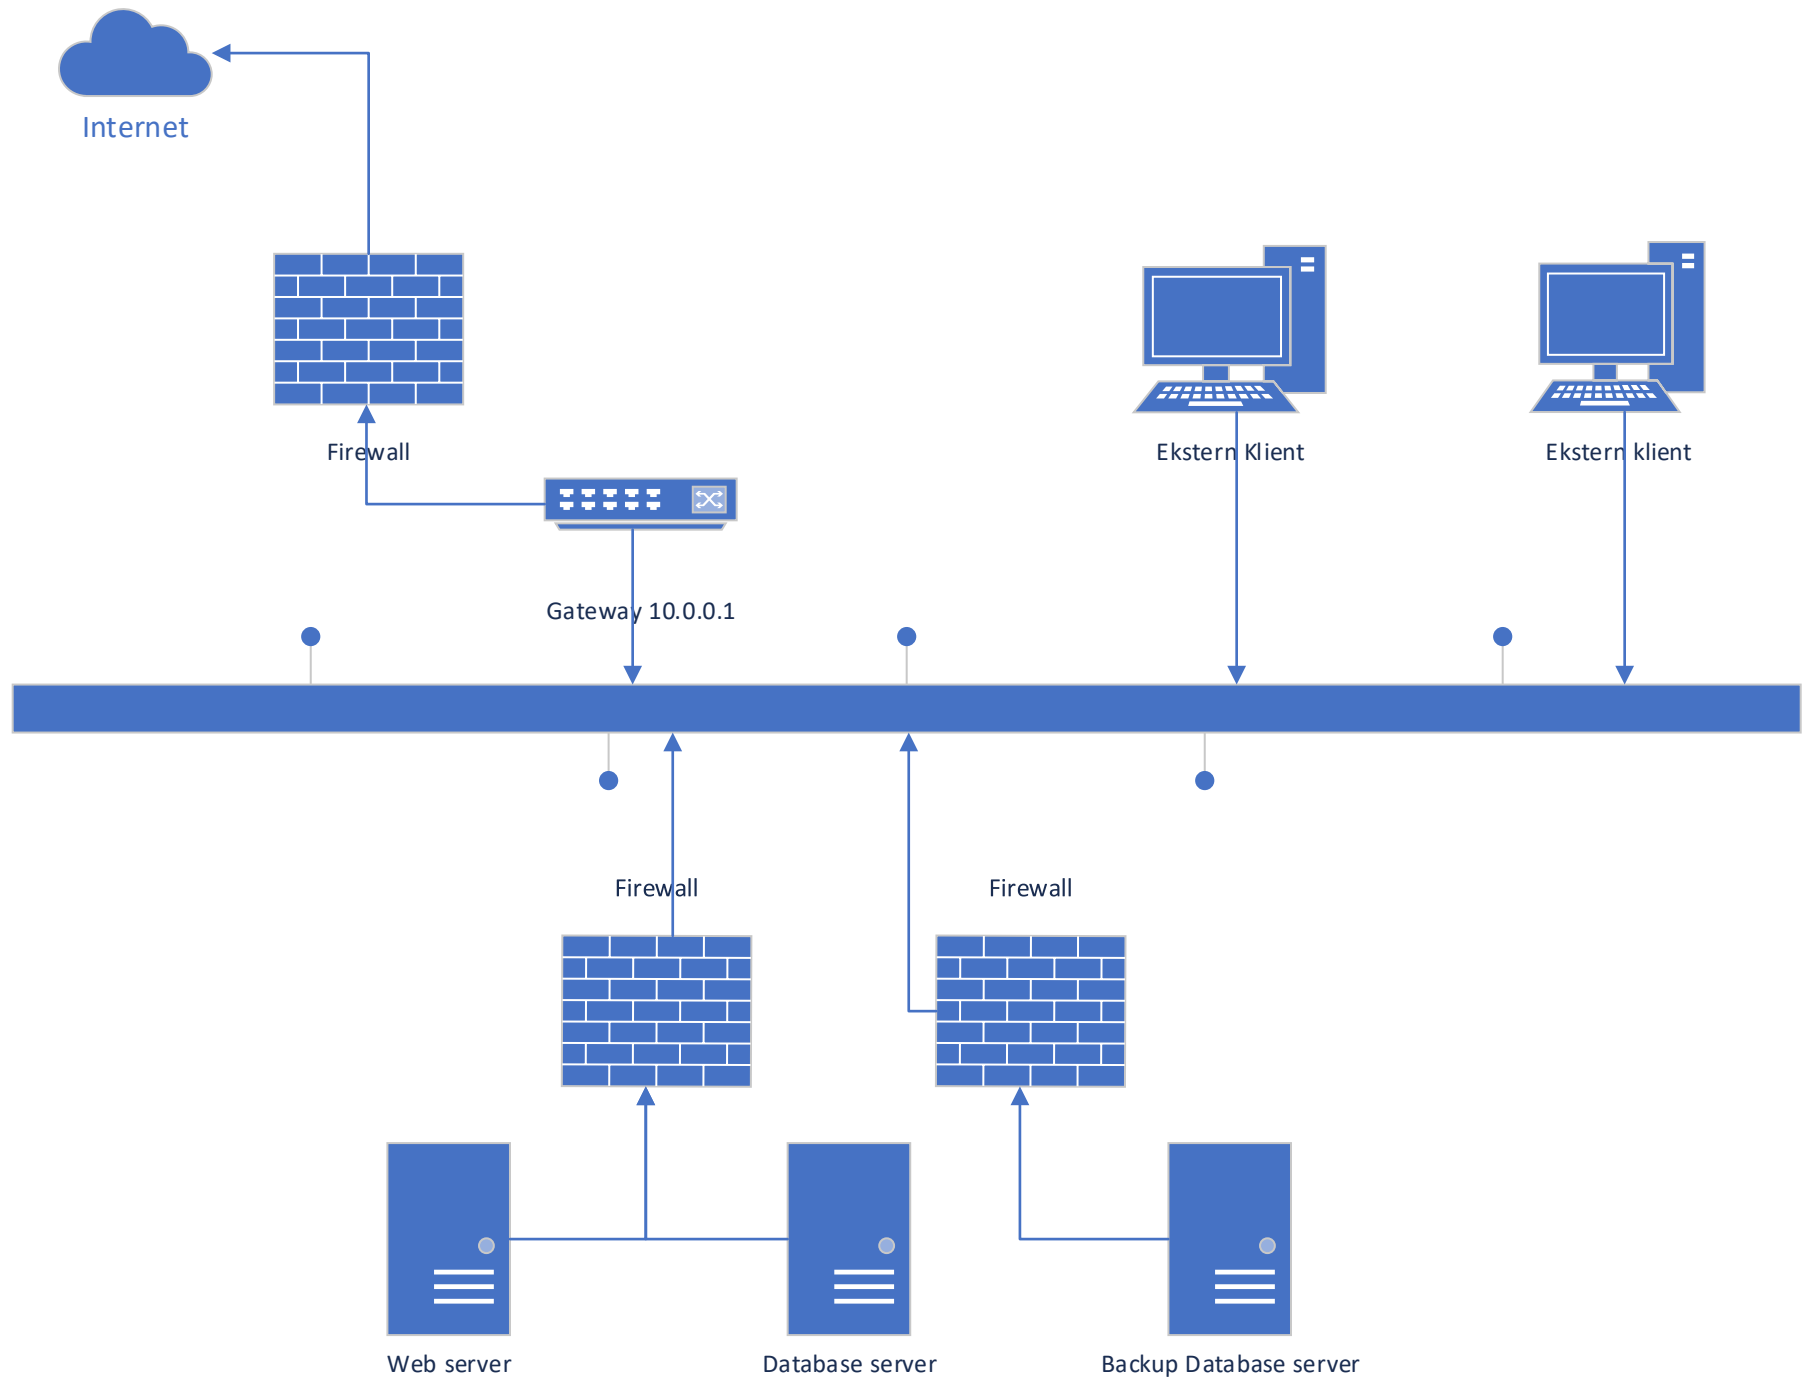 Internet
Firewall
Ekstern Klient
Ekstern klient
Gateway 10.0.0.1
Firewall
Firewall
Web server
Database server
Backup Database server